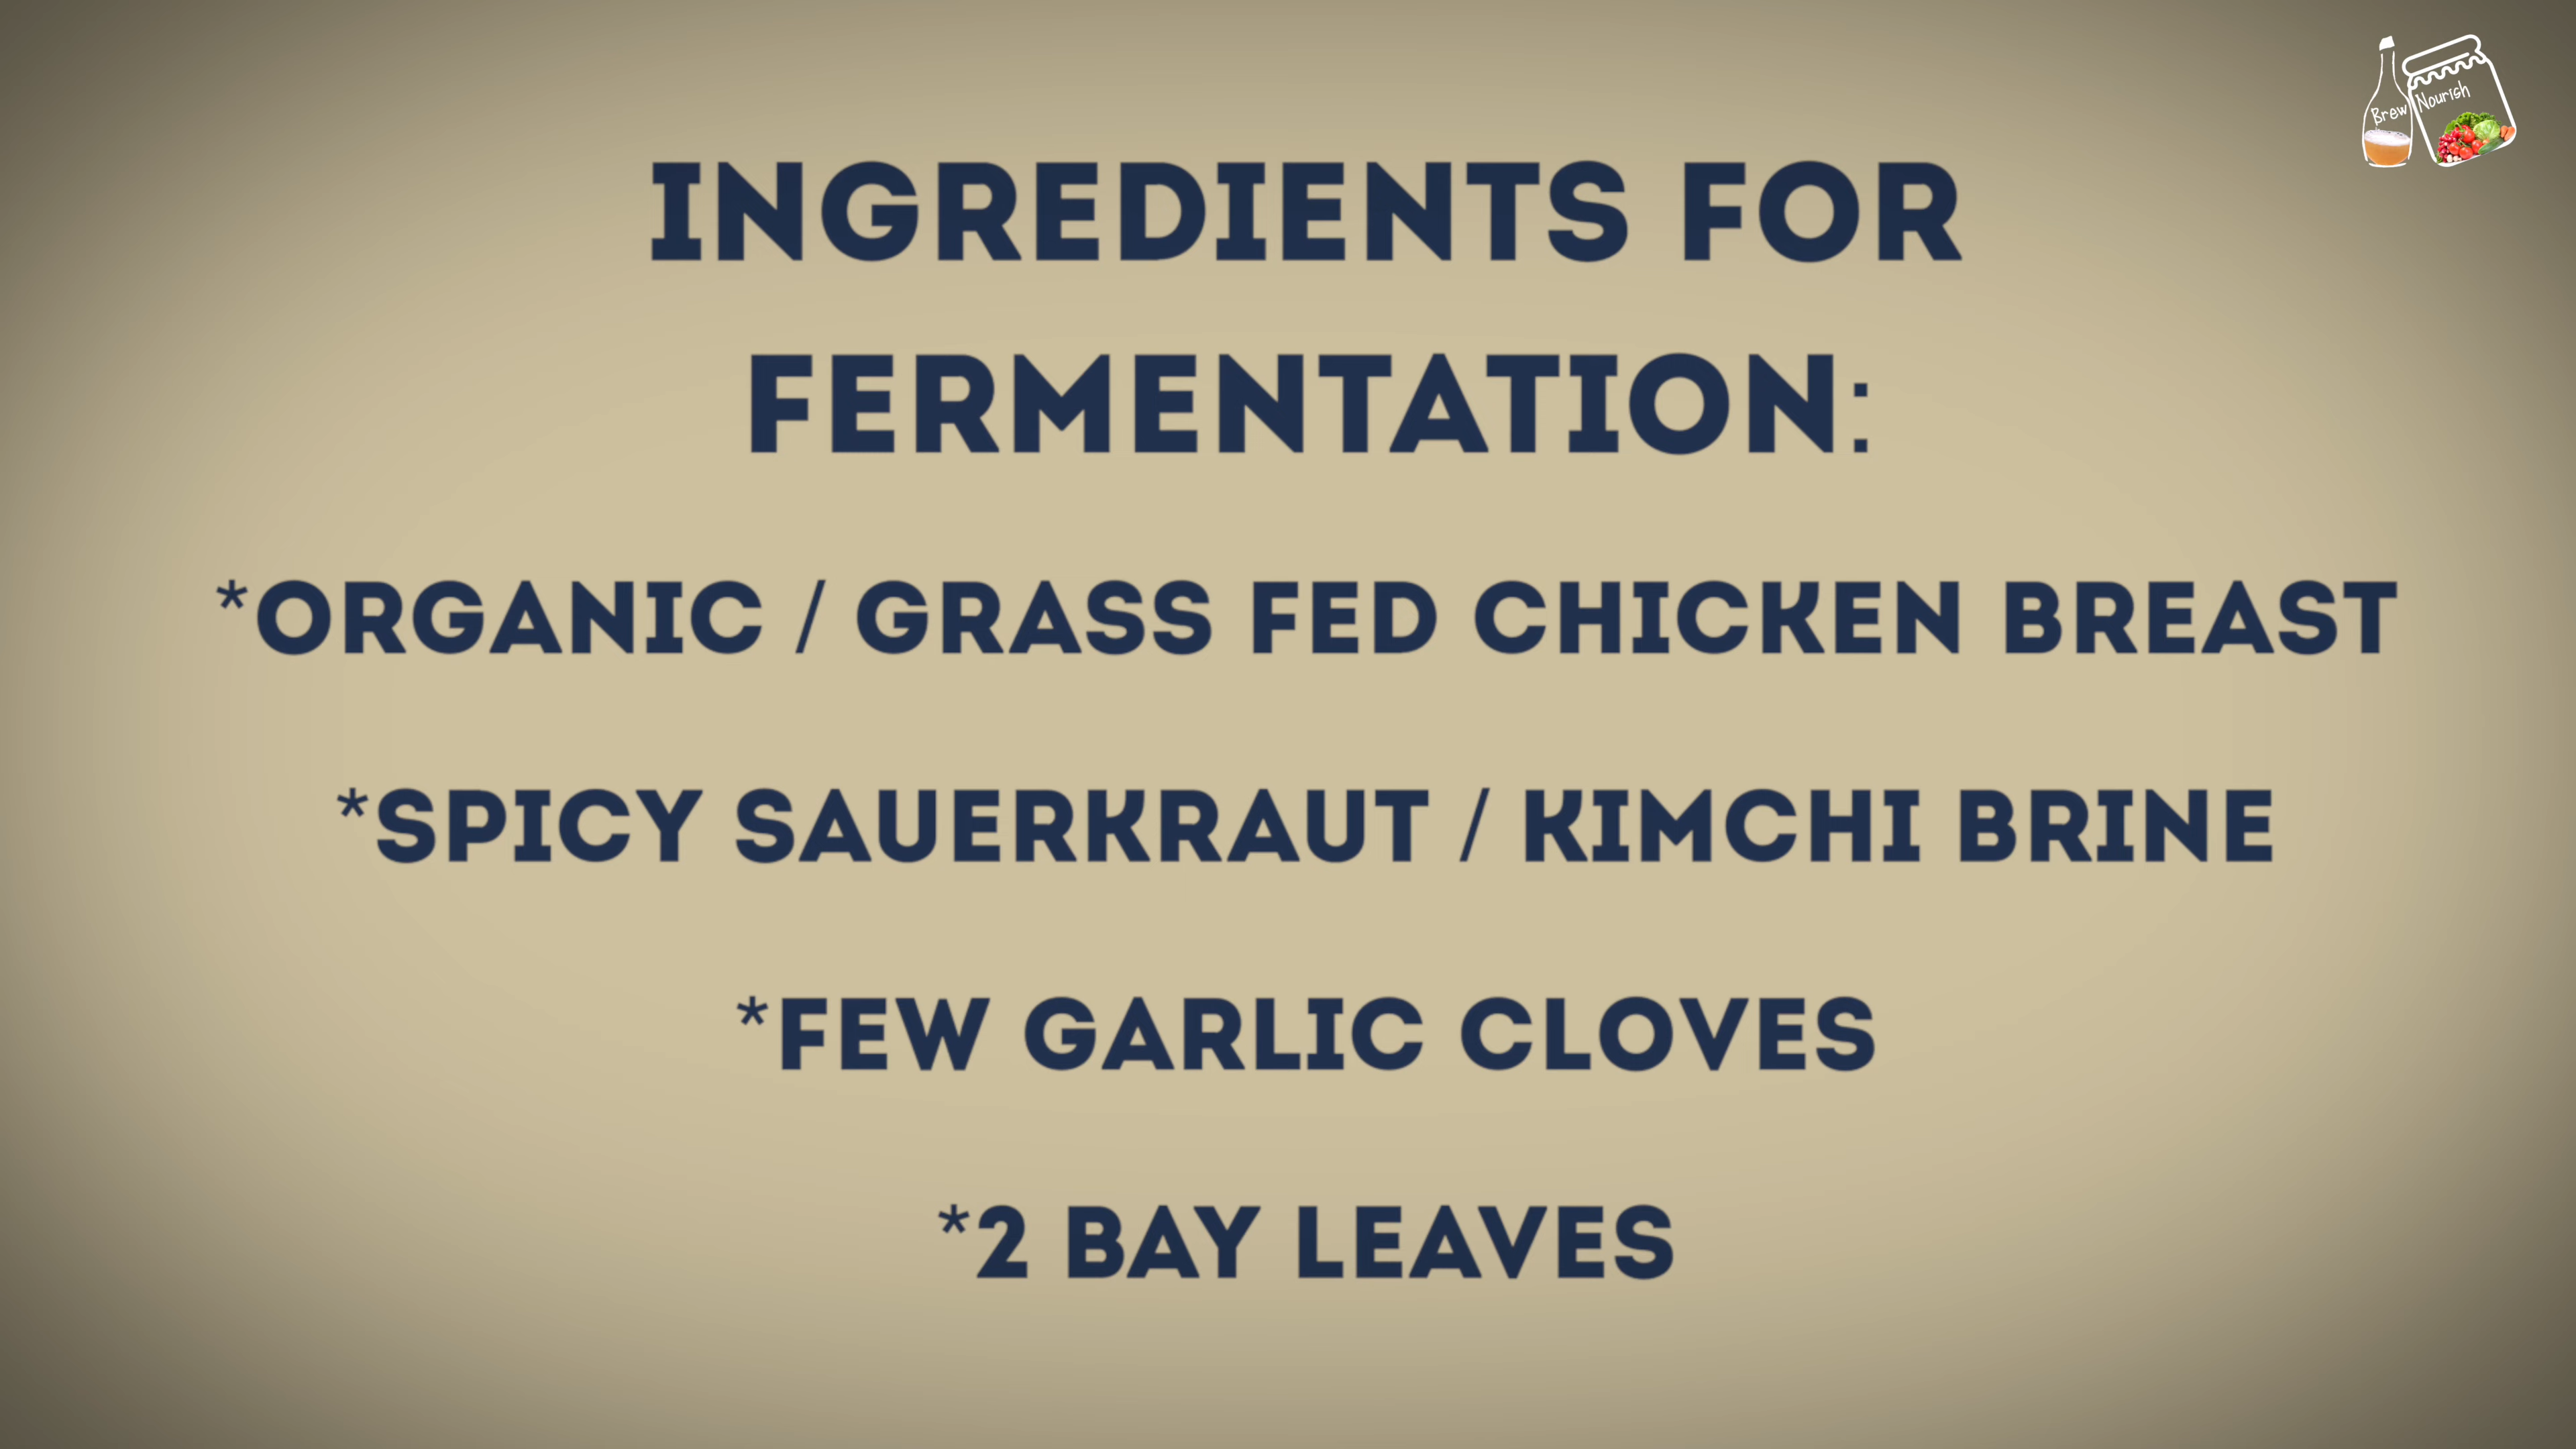 Brew Nourish
INGREDIENTS FOR
FERMENTATION:
*ORGANIC / GRASS FED CHICKEN BREAST
*SPICY SAUERKRAUT / KIMCHI BRINE
*FEW GARLIC CLOVES
*2 BAY LEAVES